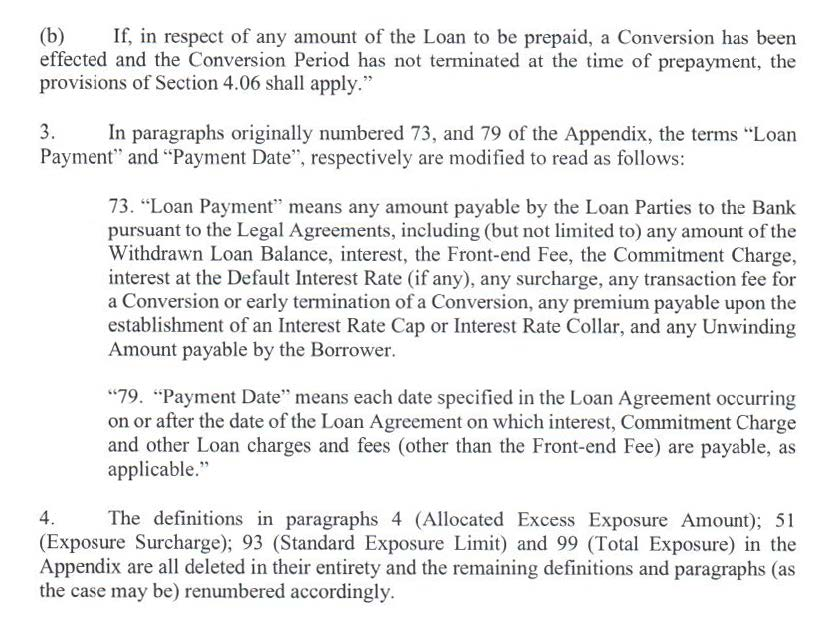 (b) If, in respect of any amount of the Loan to be prepaid, a Conversion has been
effected and the Conversion Period has not terminated at the time of prepayment, the
provisions of Section 4.06 shall apply.”
3. In paragraphs originally numbered 73, and 79 of the Appendix, the terms “Loan
Payment” and “Payment Date”, respectively are modified to read as follows:
73. “Loan Payment” means any amount payable by the Loan Parties to the Bank
pursuant to the Legal Agreements, including (but not limited to) any amount of the
Withdrawn Loan Balance, interest, the Front-end Fee, the Commitment Charge,
interest at the Default Interest Rate (if any), any surcharge, any transaction fee for
a Conversion or early termination of a Conversion, any premium payable upon the
establishment of an Interest Rate Cap or Interest Rate Collar, and any Unwinding
Amount payable by the Borrower.
“79. “Payment Date” means each date specified in the Loan Agreement occurring
on or after the date of the Loan Agreement on which interest, Commitment Charge
and other Loan charges and fees (other than the Front-end Fee) are payable, as
applicable.”
4. The definitions in paragraphs 4 (Allocated Excess Exposure Amount); 51
(Exposure Surcharge); 93 (Standard Exposure Limit) and 99 (Total Exposure) in the
Appendix are all deleted in their entirety and the remaining definitions and paragraphs (as
the case may be) renumbered accordingly.